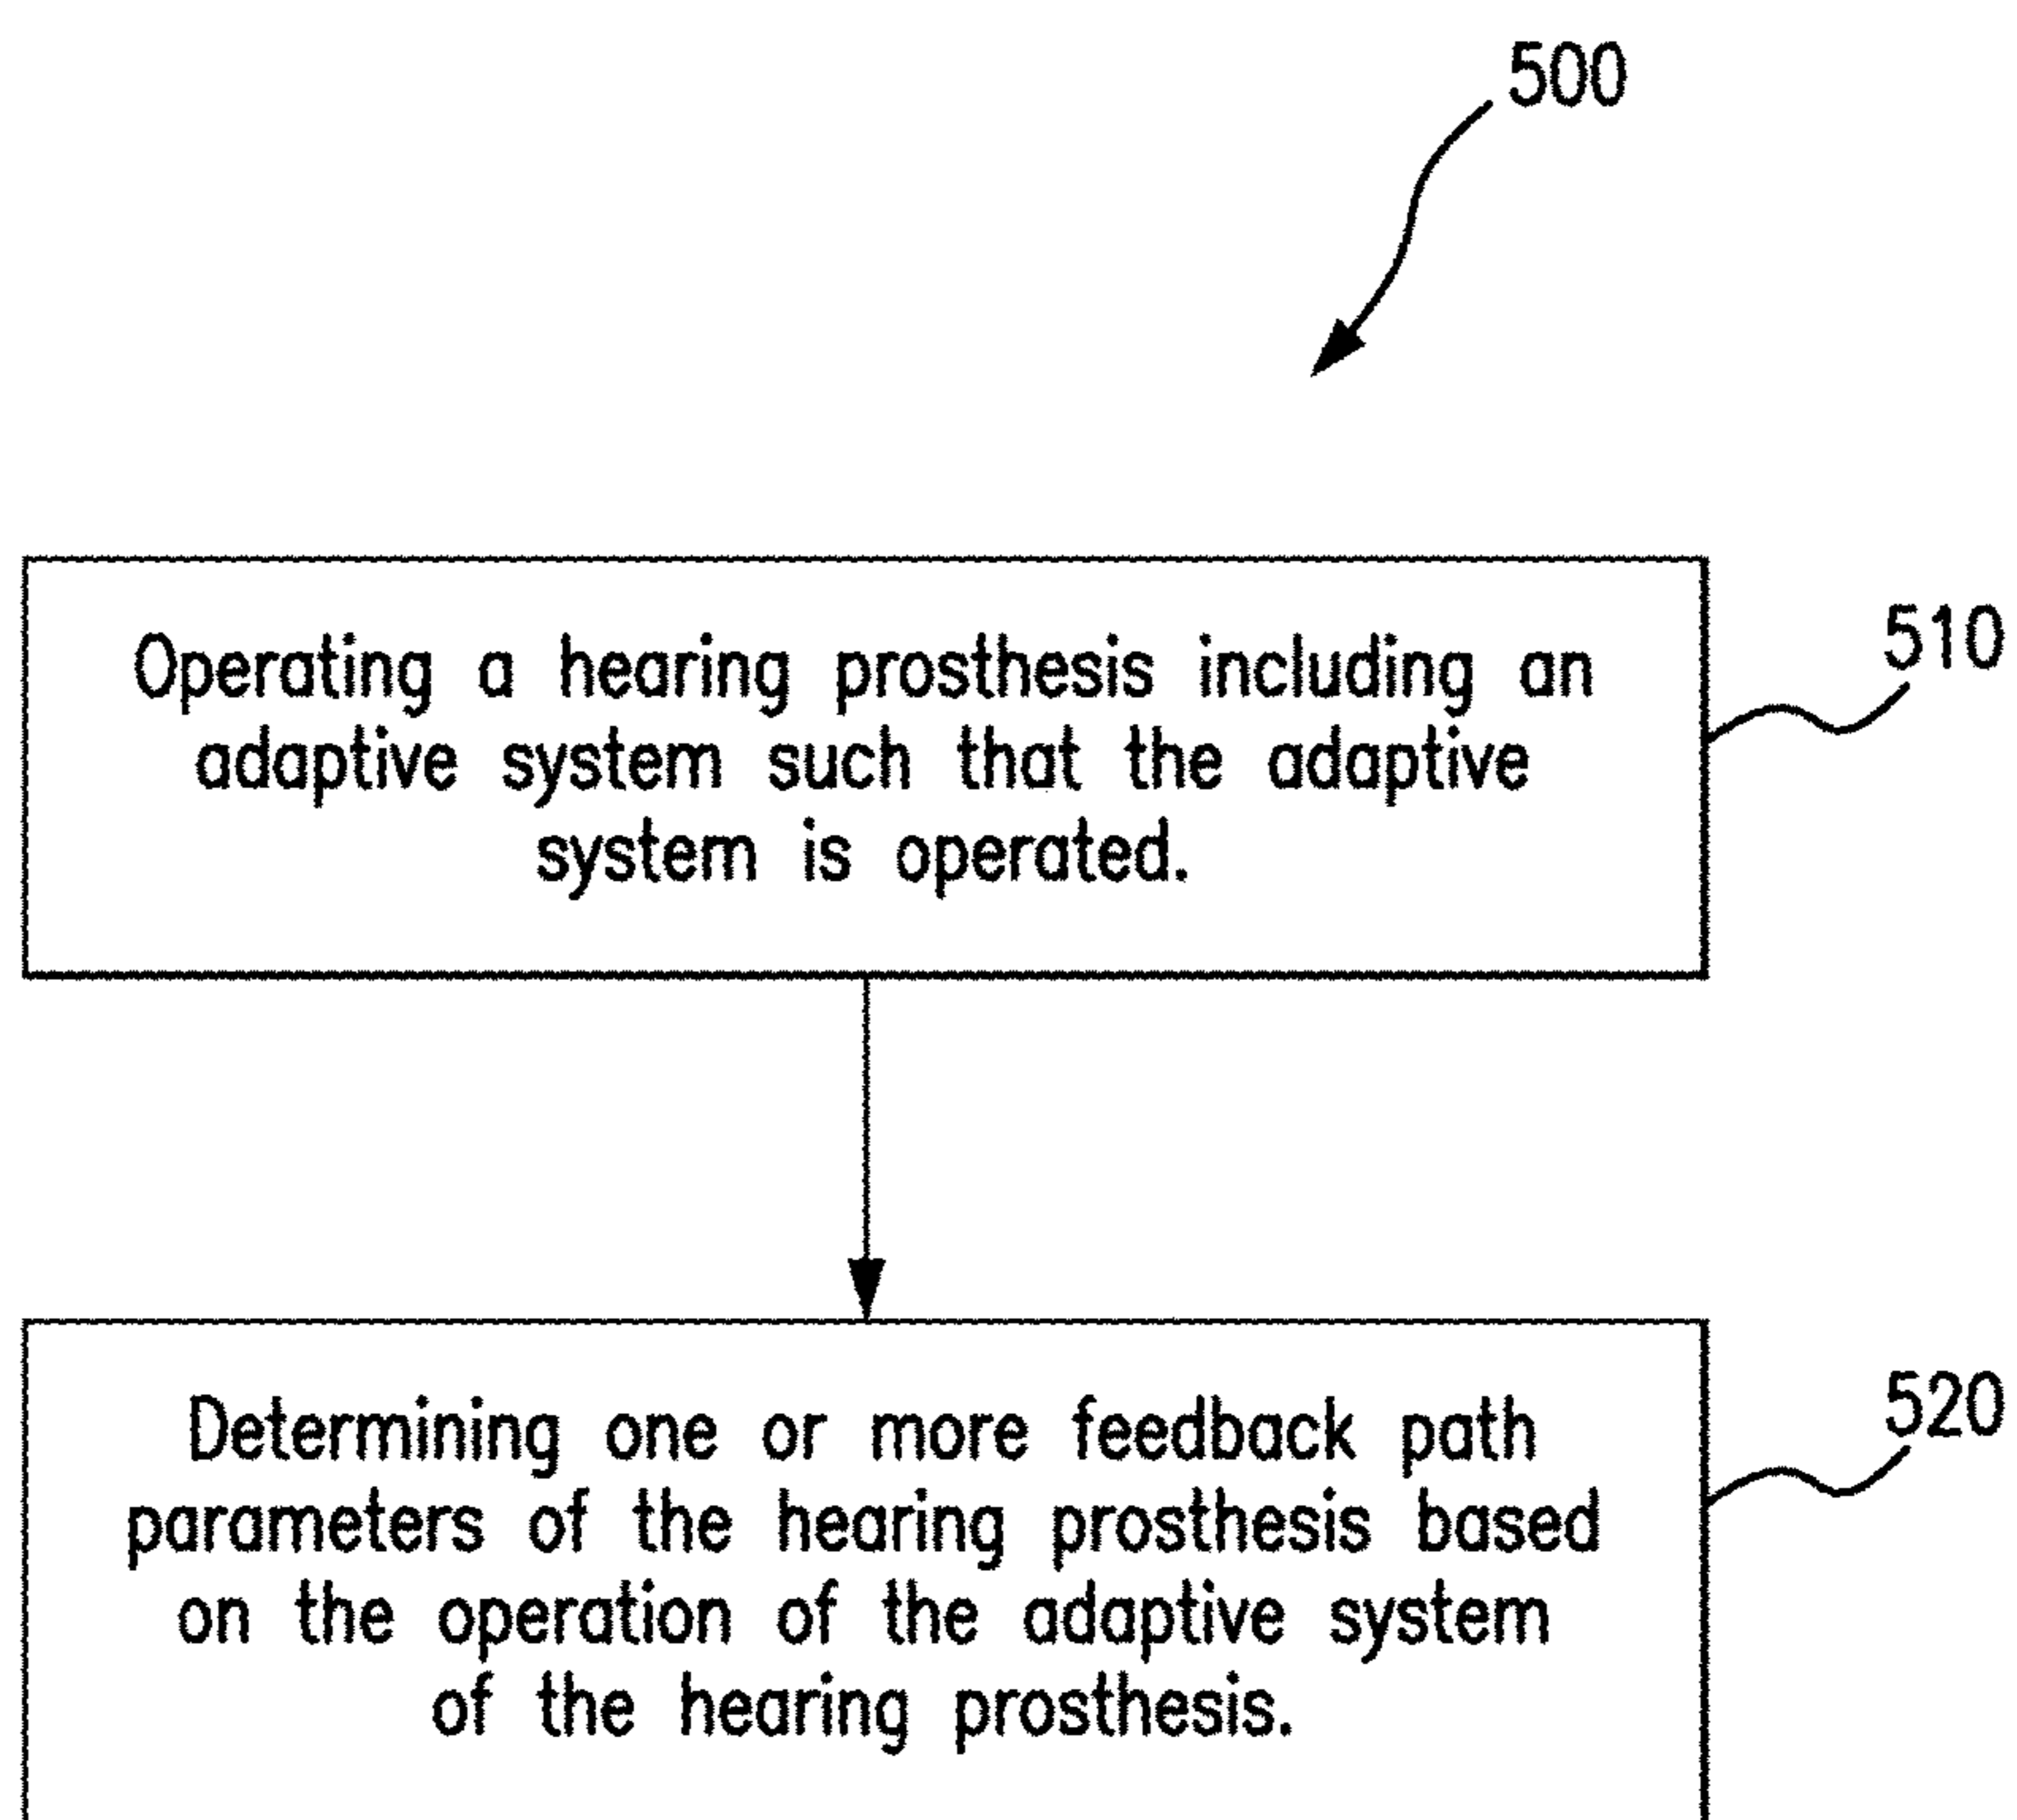 500
Operating a hearing prosthesis including an
adaptive system such that the adaptive
system is operated.
510
Determining one or more feedback path
parameters of the hearing prosthesis based
on the operation of the adaptive system
of the hearing prosthesis.
520